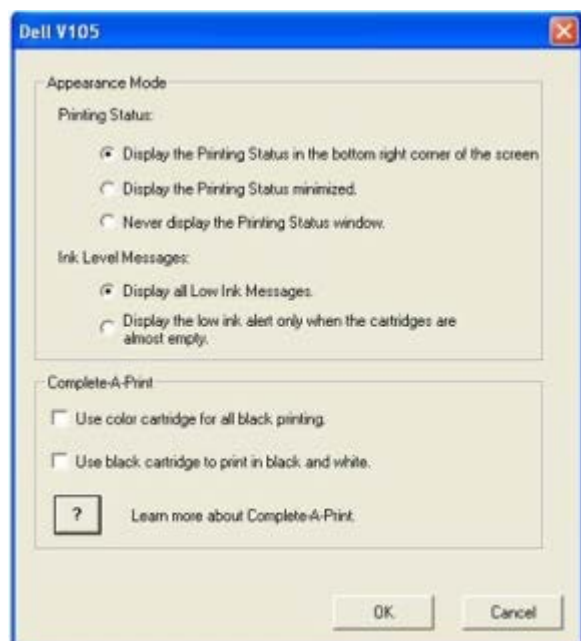 Dell V105
Appearance Mode
Printing Status:
Display the Printing Status in the bottom right corner of the screen
Display the Printing Status minimized.
Never display the Printing Status window.
Ink Level Messages:
Display all Low Ink Messages.
Display the low ink alert only when the cartridges are
almost empty.
Complete-A-Print
Use color cartridge for all black printing.
Use black cartridge to print in black and white.
?
Learn more about Complete-A-Print.
OK
Cancel